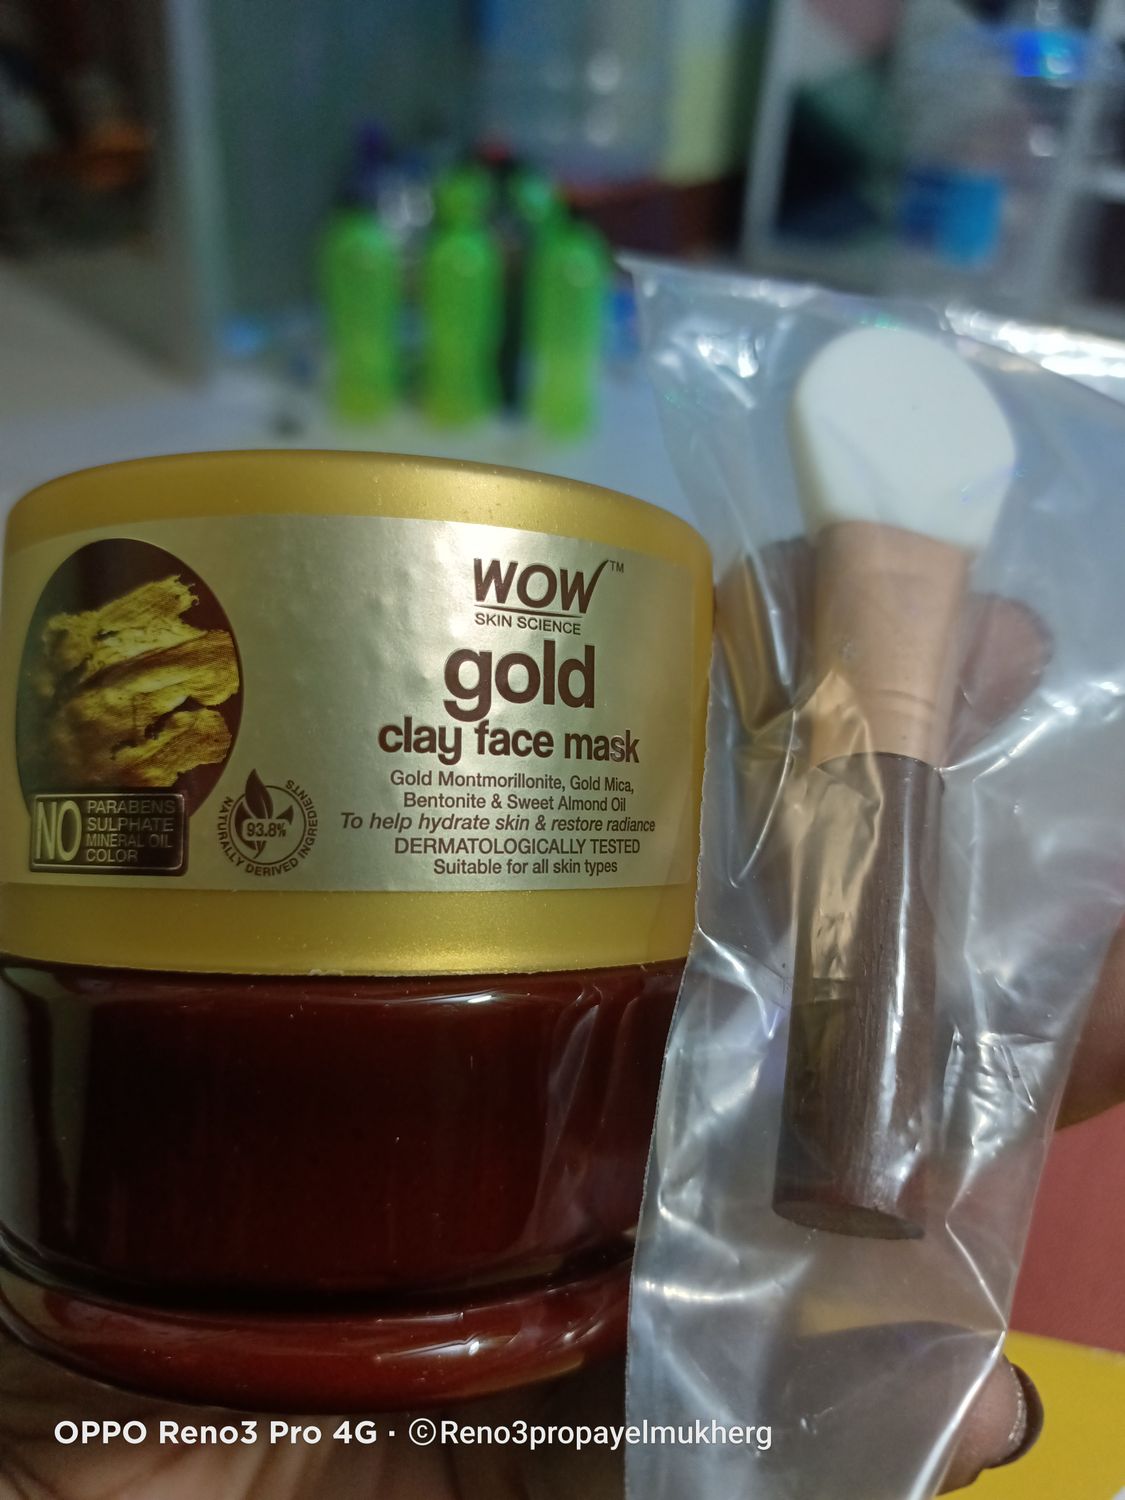 WOW™
SKIN SCIENCE
gold
clay face mask
Gold Montmorillonite, Gold Mica,
Bentonite & Sweet Almond Oil
To help hydrate skin & restore radiance
DERMATOLOGICALLY TESTED
Suitable for all skin types
NO
PARABENS
SULPHATE
MINERAL OIL
COLOR
93.8%
NATURALLY DERIVED INGREDIENTS
OPPO Reno3 Pro 4G · ©Reno3propayelmukherg